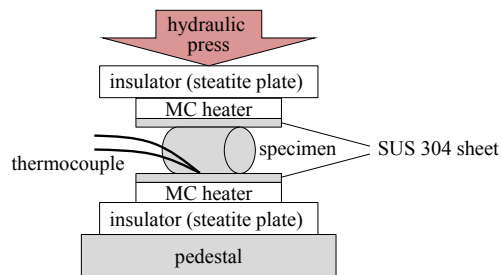 hydraulic
press
insulator (steatite plate)
MC heater
specimen
SUS 304 sheet
thermocouple
MC heater
insulator (steatite plate)
pedestal